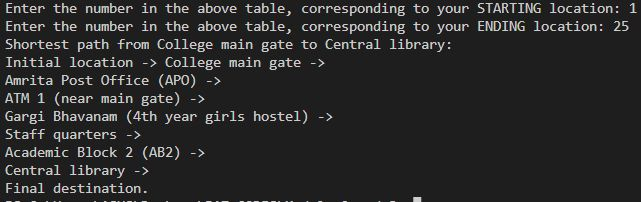 Enter the number in the above table, corresponding to your STARTING location: 1
Enter the number in the above table, corresponding to your ENDING location: 25
Shortest path from College main gate to Central library:
Initial location -> College main gate ->
Amrita Post Office (APO) ->
ATM 1 (near main gate) ->
Gargi Bhavanam (4th year girls hostel) ->
Staff quarters ->
Academic Block 2 (AB2) ->
Central library ->
Final destination.